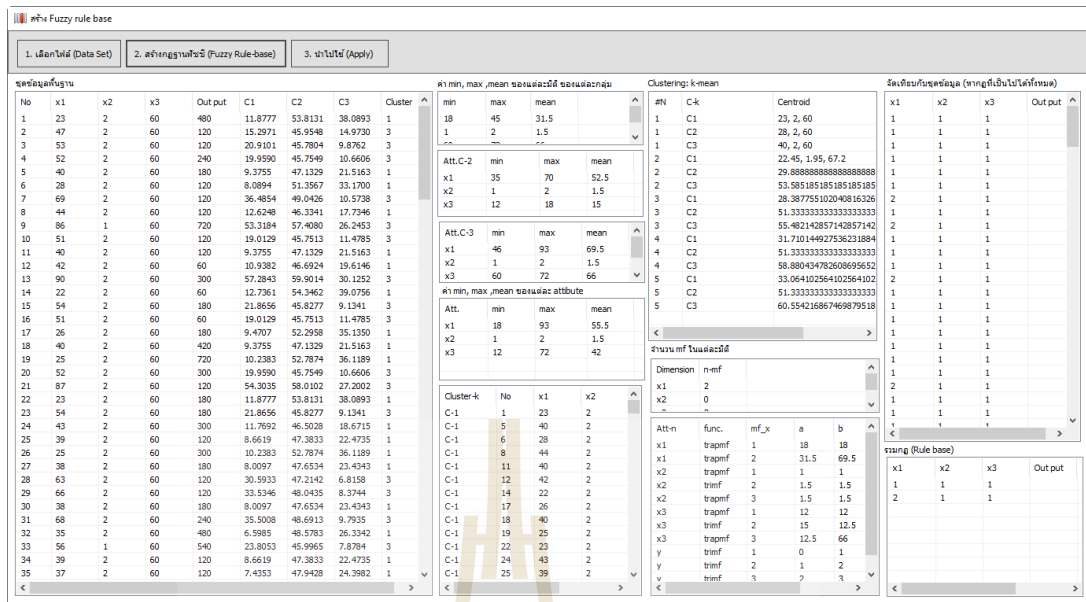 สร้าง Fuzzy rule base
1. เลือกไฟล์ (Data Set)
2. สร้างกฎฐานฟัซซี (Fuzzy Rule-base)
3. นำไปใช้ (Apply)
ชุดข้อมูลพื้นฐาน
No x1 x2 x3 Out put C1 C2 C3 Cluster
1 23 2 60 480 11.8777 53.8131 38.0893 1
2 47 2 60 120 15.2971 45.9548 14.9730 3
3 53 2 60 120 20.9101 45.7804 9.8762 3
4 52 2 60 240 19.9590 45.7549 10.6606 3
5 40 2 60 180 9.3755 47.1329 21.5163 1
6 28 2 60 120 8.0894 51.3567 33.1700 1
7 69 2 60 120 36.4854 49.0426 10.5738 3
8 44 2 60 120 12.6248 46.3341 17.7346 1
9 86 1 60 720 53.3184 57.4080 26.2453 3
10 51 2 60 120 19.0129 45.7513 11.4785 3
11 40 2 60 120 9.3755 47.1329 21.5163 1
12 42 2 60 60 10.9382 46.6924 19.6146 1
13 90 2 60 300 57.2843 59.9014 30.1252 3
14 22 2 60 60 12.7361 54.3462 39.0756 1
15 54 2 60 180 21.8656 45.8277 9.1341 3
16 51 2 60 60 19.0129 45.7513 11.4785 3
17 26 2 60 180 9.4707 52.2958 35.1350 1
18 40 2 60 420 9.3755 47.1329 21.5163 1
19 25 2 60 720 10.2383 52.7874 36.1189 1
20 52 2 60 300 19.9590 45.7549 10.6606 3
21 87 2 60 120 54.3035 58.0102 27.2002 3
22 23 2 60 180 11.8777 53.8131 38.0893 1
23 54 2 60 180 21.8656 45.8277 9.1341 3
24 43 2 60 300 11.7692 46.5028 18.6715 1
25 39 2 60 120 8.6619 47.3833 22.4735 1
26 25 2 60 300 10.2383 52.7874 36.1189 1
27 38 2 60 180 8.0097 47.6534 23.4343 1
28 63 2 60 120 30.5933 47.2142 6.8158 3
29 66 2 60 120 33.5346 48.0435 8.3744 3
30 38 2 60 180 8.0097 47.6534 23.4343 1
31 68 2 60 240 35.5008 48.6913 9.7935 3
32 35 2 60 480 6.5985 48.5783 26.3342 1
33 56 1 60 540 23.8053 45.9965 7.8784 3
34 39 2 60 120 8.6619 47.3833 22.4735 1
35 37 2 60 120 7.4353 47.9428 24.3982 1
ค่า min, max ,mean ของแต่ละมิติ ของแต่ละกลุ่ม
min max mean
18 45 31.5
1 2 1.5
Att.C-2 min max mean
x1 35 70 52.5
x2 1 2 1.5
x3 12 18 15
Att.C-3 min max mean
x1 46 93 69.5
x2 1 2 1.5
x3 60 72 66
ค่า min, max ,mean ของแต่ละ attibute
Att. min max mean
x1 18 93 55.5
x2 1 2 1.5
x3 12 72 42
Cluster-k No x1 x2
C-1 1 23 2
C-1 5 40 2
C-1 6 28 2
C-1 8 44 2
C-1 11 40 2
C-1 12 42 2
C-1 14 22 2
C-1 17 26 2
C-1 18 40 2
C-1 19 25 2
C-1 22 23 2
C-1 24 43 2
C-1 25 39 2
Clustering: k-mean
#N C-k Centroid
1 C1 23, 2, 60
1 C2 28, 2, 60
1 C3 40, 2, 60
2 C1 22.45, 1.95, 67.2
2 C2 29.888888888888888888
2 C3 53.585185185185185185
3 C1 28.387755102040816326
3 C2 51.333333333333333333
3 C3 55.482142857142857142
4 C1 31.710144927536231884
4 C2 51.333333333333333333
4 C3 58.880434782608695652
5 C1 33.064102564102564102
5 C2 51.333333333333333333
5 C3 60.554216867469879518
จำนวน mf ในแต่ละมิติ
Dimension n-mf
x1 2
x2 0
Att-n func. mf_x a b
x1 trapmf 1 18 18
x1 trapmf 2 31.5 69.5
x2 trapmf 1 1 1
x2 trimf 2 1.5 1.5
x2 trapmf 3 1.5 1.5
x3 trapmf 1 12 12
x3 trimf 2 15 12.5
x3 trapmf 3 12.5 66
y trimf 1 0 1
y trimf 2 1 2
y trimf 3 2 3
จัดเทียบกับชุดข้อมูล (หากฎที่เป็นไปได้ทั้งหมด)
x1 x2 x3 Out put
1 1 1
1 1 1
1 1 1
1 1 1
1 1 1
1 1 1
2 1 1
1 1 1
2 1 1
1 1 1
1 1 1
1 1 1
2 1 1
1 1 1
1 1 1
1 1 1
1 1 1
1 1 1
1 1 1
1 1 1
2 1 1
1 1 1
1 1 1
1 1 1
รวมกฎ (Rule base)
x1 x2 x3 Out put
1 1 1
2 1 1